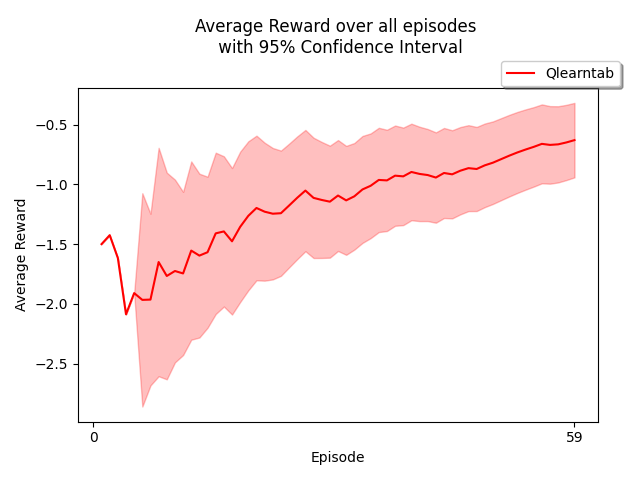 Average Reward over all episodes
with 95% Confidence Interval
Qlearntab
−0.5
−1.0
−1.5
−2.0
−2.5
Average Reward
0
59
Episode